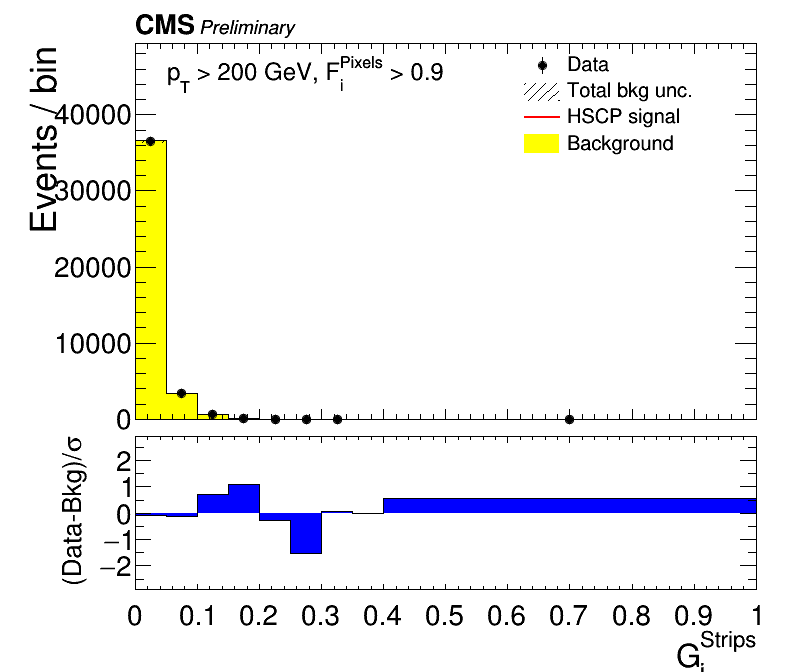 CMS Preliminary
p_T > 200 GeV, F_i^Pixels > 0.9
Data
Total bkg unc.
HSCP signal
Background
Events / bin
40000
30000
20000
10000
0
(Data-Bkg)/σ
2
1
0
−1
−2
0 0.1 0.2 0.3 0.4 0.5 0.6 0.7 0.8 0.9 1
G_i^Strips